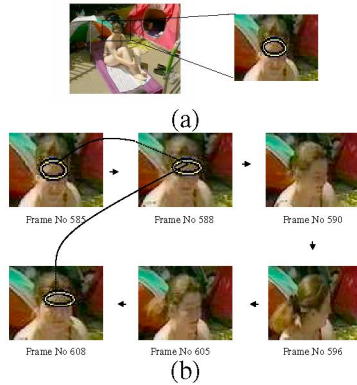 (a)
Frame No 585
Frame No 588
Frame No 590
Frame No 608
Frame No 605
Frame No 596
(b)